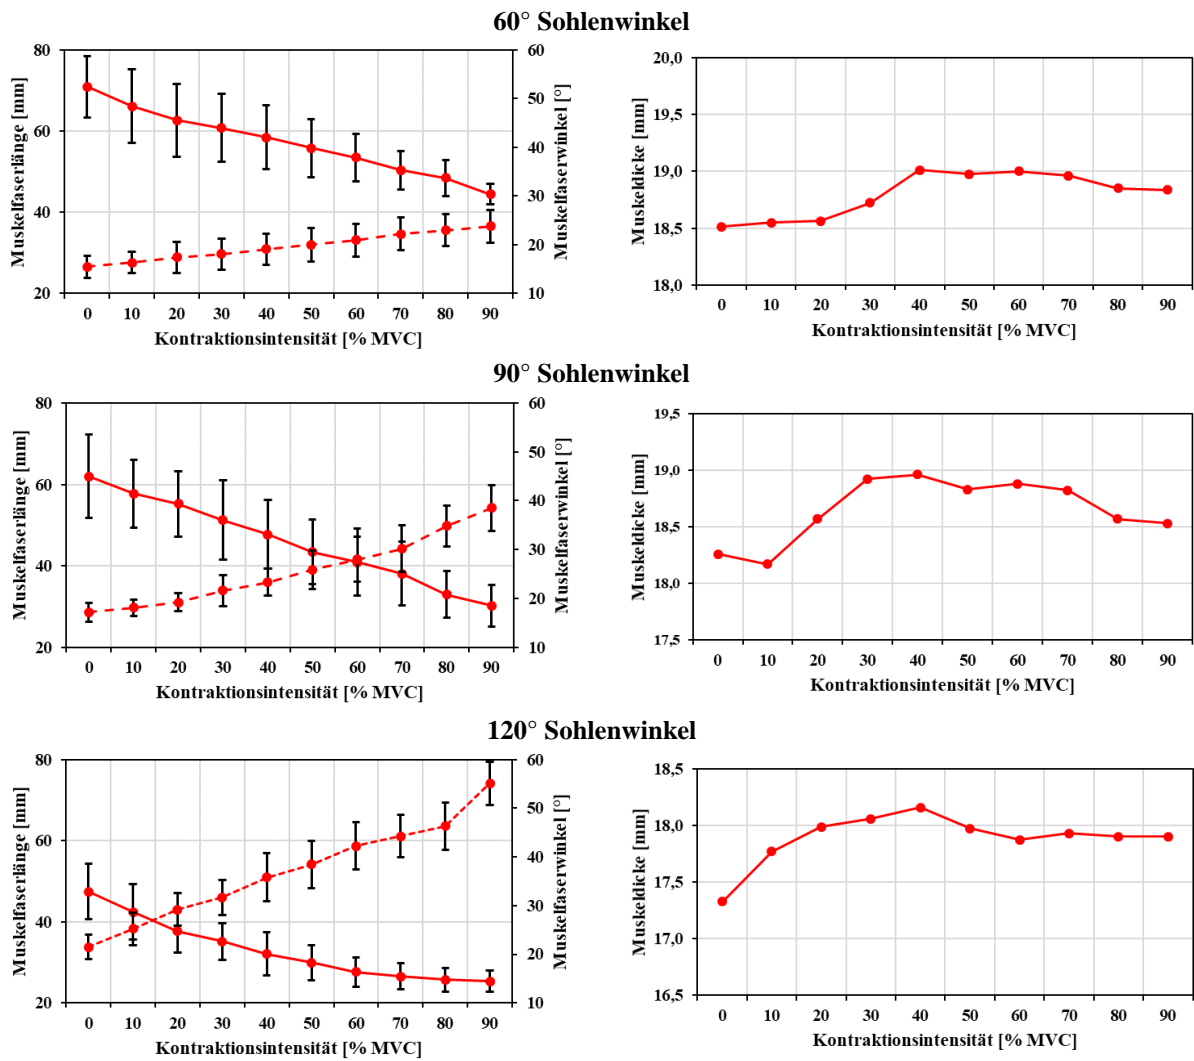 60° Sohlenwinkel
Muskelfaserlänge [mm]
80
60
40
20
60
50
40
30
20
10
Muskelfaserwinkel [°]
0 10 20 30 40 50 60 70 80 90
Kontraktionsintensität [% MVC]
Muskeldicke [mm]
20,0
19,5
19,0
18,5
18,0
0 10 20 30 40 50 60 70 80 90
Kontraktionsintensität [% MVC]
90° Sohlenwinkel
Muskelfaserlänge [mm]
80
60
40
20
60
50
40
30
20
10
Muskelfaserwinkel [°]
0 10 20 30 40 50 60 70 80 90
Kontraktionsintensität [% MVC]
Muskeldicke [mm]
19,5
19,0
18,5
18,0
17,5
0 10 20 30 40 50 60 70 80 90
Kontraktionsintensität [% MVC]
120° Sohlenwinkel
Muskelfaserlänge [mm]
80
60
40
20
60
50
40
30
20
10
Muskelfaserwinkel [°]
0 10 20 30 40 50 60 70 80 90
Kontraktionsintensität [% MVC]
Muskeldicke [mm]
18,5
18,0
17,5
17,0
16,5
0 10 20 30 40 50 60 70 80 90
Kontraktionsintensität [% MVC]